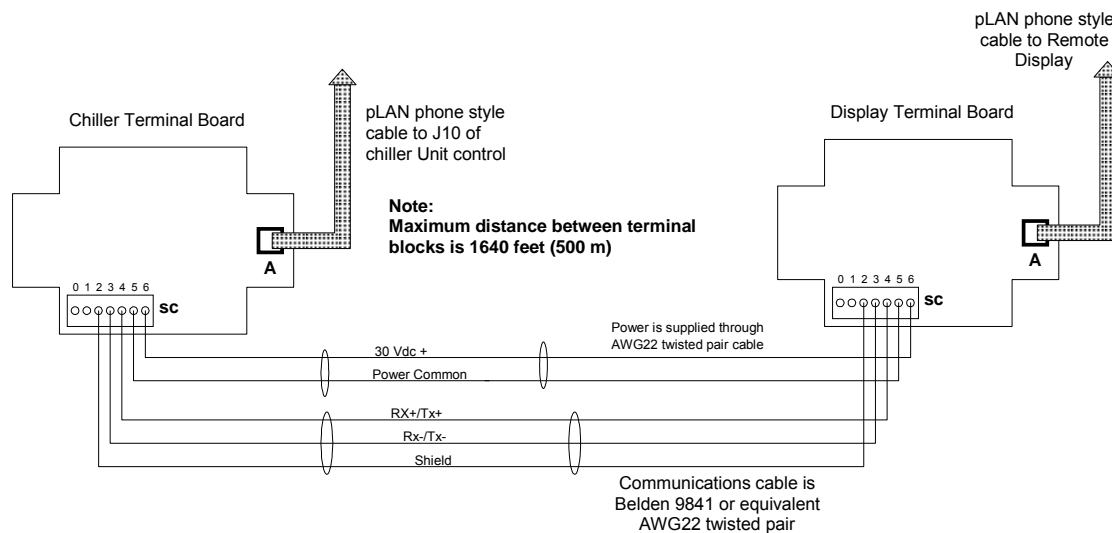 pLAN phone style
cable to Remote
Display
Chiller Terminal Board
pLAN phone style
cable to J10 of
chiller Unit control
Display Terminal Board
Note:
Maximum distance between terminal
blocks is 1640 feet (500 m)
A
A
0 1 2 3 4 5 6
sc
0 1 2 3 4 5 6
sc
Power is supplied through
AWG22 twisted pair cable
30 Vdc +
Power Common
RX+/Tx+
Rx-/Tx-
Shield
Communications cable is
Belden 9841 or equivalent
AWG22 twisted pair